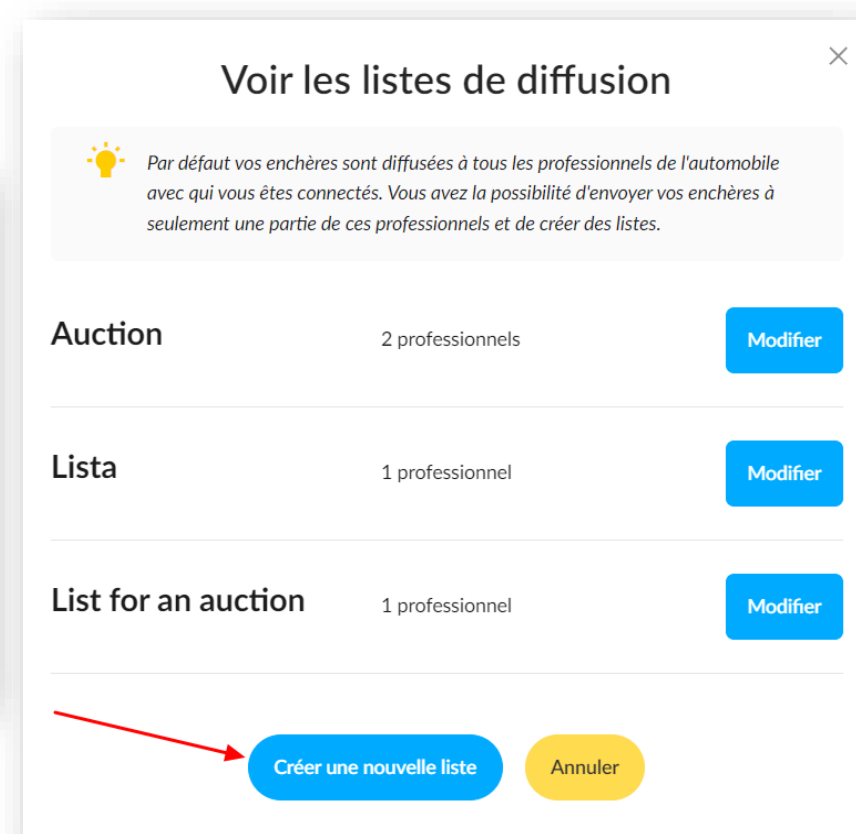 Voir les listes de diffusion
Par défaut vos enchères sont diffusées à tous les professionnels de l'automobile
avec qui vous êtes connectés. Vous avez la possibilité d'envoyer vos enchères à
seulement une partie de ces professionnels et de créer des listes.
Auction 2 professionnels Modifier
Lista 1 professionnel Modifier
List for an auction 1 professionnel Modifier
Créer une nouvelle liste Annuler